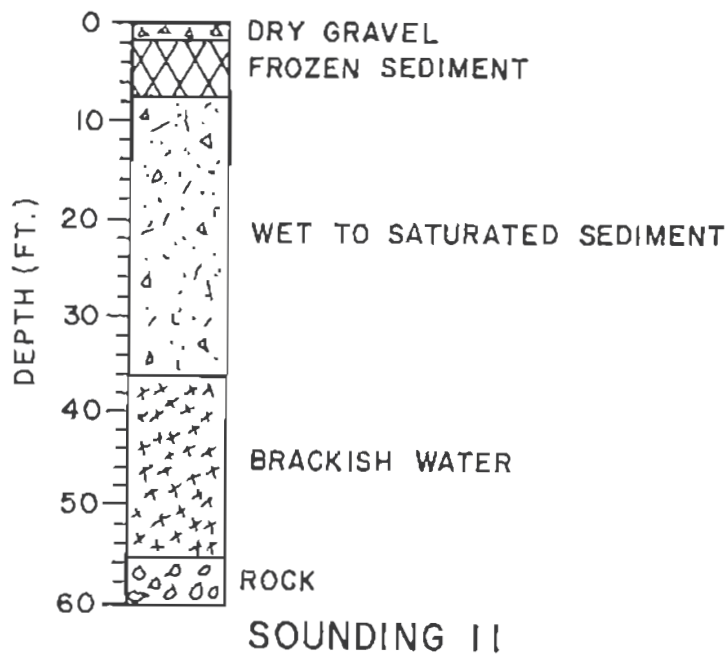 0
DRY GRAVEL
FROZEN SEDIMENT
10
20
WET TO SATURATED SEDIMENT
DEPTH (FT.)
30
40
BRACKISH WATER
50
ROCK
60
SOUNDING 11